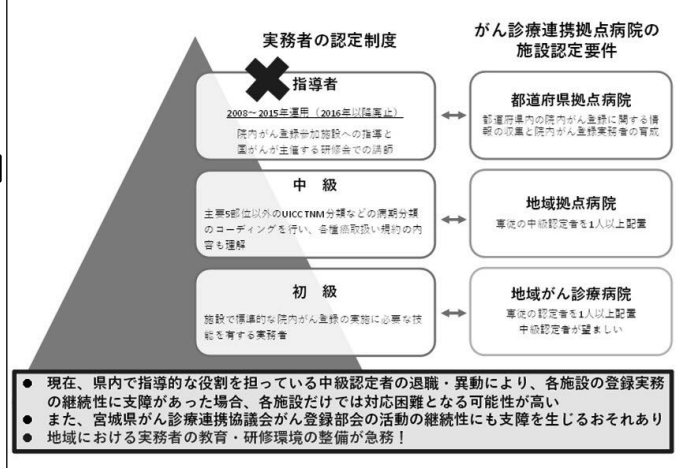 実務者の認定制度
がん診療連携拠点病院の
施設認定要件
指導者
2008～2015年運用（2016年以降廃止）
院内がん登録参加施設への指導と
国がんが主催する研修会での講師
都道府県拠点病院
都道府県内の院内がん登録に関する情
報の収集と院内がん登録実務者の育成
中　級
主要5部位以外のUICC TNM分類などの病期分類
のコーディングを行い、各種癌取扱い規約の内
容も理解
地域拠点病院
専従の中級認定者を1人以上配置
初　級
施設で標準的な院内がん登録の実施に必要な技
能を有する実務者
地域がん診療病院
専従の認定者を1人以上配置
中級認定者が望ましい
● 現在、県内で指導的な役割を担っている中級認定者の退職・異動により、各施設の登録実務
の継続性に支障があった場合、各施設だけでは対応困難となる可能性が高い
● また、宮城県がん診療連携協議会がん登録部会の活動の継続性にも支障を生じるおそれあり
● 地域における実務者の教育・研修環境の整備が急務！